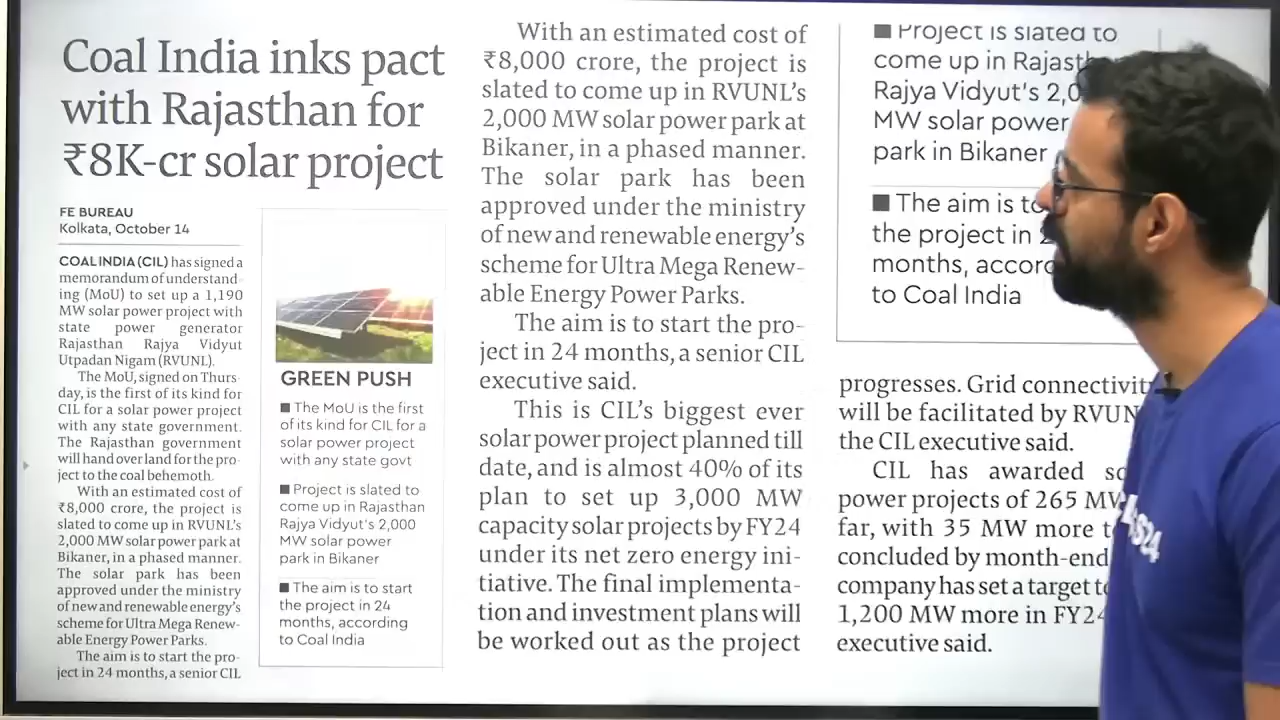 Coal India inks pact
with Rajasthan for
₹8K-cr solar project
FE BUREAU
Kolkata, October 14
COAL INDIA (CIL) has signed a
memorandum of understand-
ing (MoU) to set up a 1,190
MW solar power project with
state power generator
Rajasthan Rajya Vidyut
Utpadan Nigam (RVUNL).
The MoU, signed on Thurs-
day, is the first of its kind for
CIL for a solar power project
with any state government.
The Rajasthan government
will hand over land for the pro-
ject to the coal behemoth.
With an estimated cost of
₹8,000 crore, the project is
slated to come up in RVUNL's
2,000 MW solar power park at
Bikaner, in a phased manner.
The solar park has been
approved under the ministry
of new and renewable energy's
scheme for Ultra Mega Renew-
able Energy Power Parks.
The aim is to start the pro-
ject in 24 months, a senior CIL
GREEN PUSH
■ The MoU is the first
of its kind for CIL for a
solar power project
with any state govt
■ Project is slated to
come up in Rajasthan
Rajya Vidyut's 2,000
MW solar power
park in Bikaner
■ The aim is to start
the project in 24
months, according
to Coal India
With an estimated cost of
₹8,000 crore, the project is
slated to come up in RVUNL's
2,000 MW solar power park at
Bikaner, in a phased manner.
The solar park has been
approved under the ministry
of new and renewable energy's
scheme for Ultra Mega Renew-
able Energy Power Parks.
The aim is to start the pro-
ject in 24 months, a senior CIL
executive said.
This is CIL's biggest ever
solar power project planned till
date, and is almost 40% of its
plan to set up 3,000 MW
capacity solar projects by FY24
under its net zero energy ini-
tiative. The final implementa-
tion and investment plans will
be worked out as the project
■ Project is slated to
come up in Rajasth
Rajya Vidyut's 2,0
MW solar power
park in Bikaner
■ The aim is to
the project in 2
months, accord
to Coal India
progresses. Grid connectivity
will be facilitated by RVUN
the CIL executive said.
CIL has awarded so
power projects of 265 MW
far, with 35 MW more t
concluded by month-end
company has set a target to
1,200 MW more in FY24
executive said.